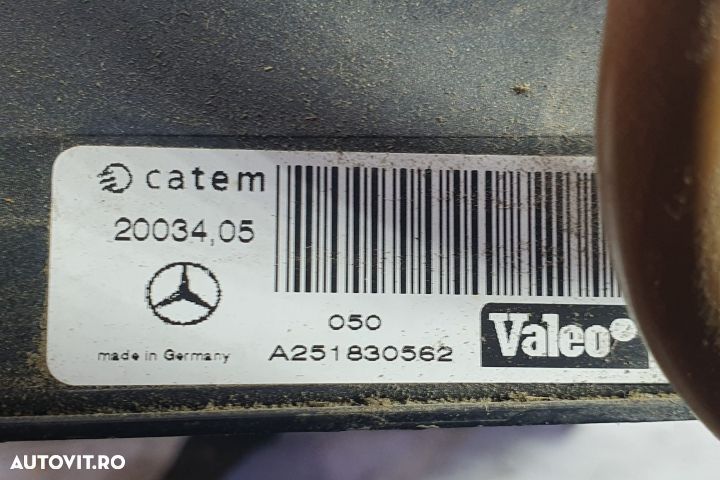 catem
20034,05
050
made in Germany
A251830562
Valeo
AUTOVIT.RO